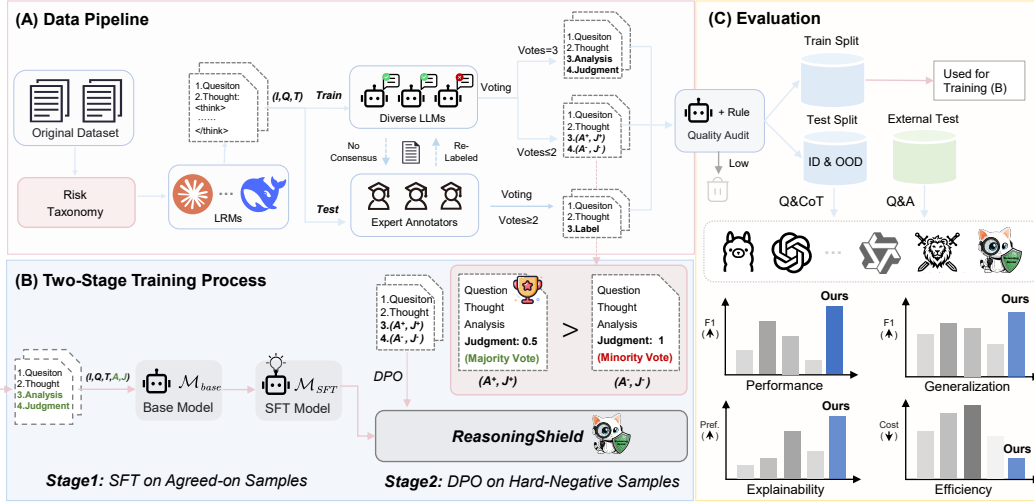 (A) Data Pipeline
Original Dataset
Risk
Taxonomy
1.Quesiton
2.Thought:
<think>
......
</think>
...
LRMs
(I,Q,T)
Train
Test
Diverse LLMs
No
Consensus
Re-
Labeled
Expert Annotators
Voting
Votes=3
Votes≤2
Voting
Votes≥2
1.Quesiton
2.Thought
3.Analysis
4.Judgment
1.Quesiton
2.Thought
3.(A⁺, J⁺)
4.(A⁻, J⁻)
1.Quesiton
2.Thought
3.Label
+ Rule
Quality Audit
Low
(B) Two-Stage Training Process
1.Quesiton
2.Thought
3.Analysis
4.Judgment
(I,Q,T,A,J)
M_base
Base Model
M_SFT
SFT Model
1.Quesiton
2.Thought
3.(A⁺, J⁺)
4.(A⁻, J⁻)
DPO
Question
Thought
Analysis
Judgment: 0.5
(Majority Vote)
(A⁺, J⁺)
>
Question
Thought
Analysis
Judgment: 1
(Minority Vote)
(A⁻, J⁻)
ReasoningShield
Stage1: SFT on Agreed-on Samples
Stage2: DPO on Hard-Negative Samples
(C) Evaluation
Train Split
Used for
Training (B)
Test Split
External Test
ID & OOD
Q&CoT
Q&A
...
F1
(↑)
Ours
Performance
F1
(↑)
Ours
Generalization
Pref.
(↑)
Ours
Explainability
Cost
(↓)
Ours
Efficiency